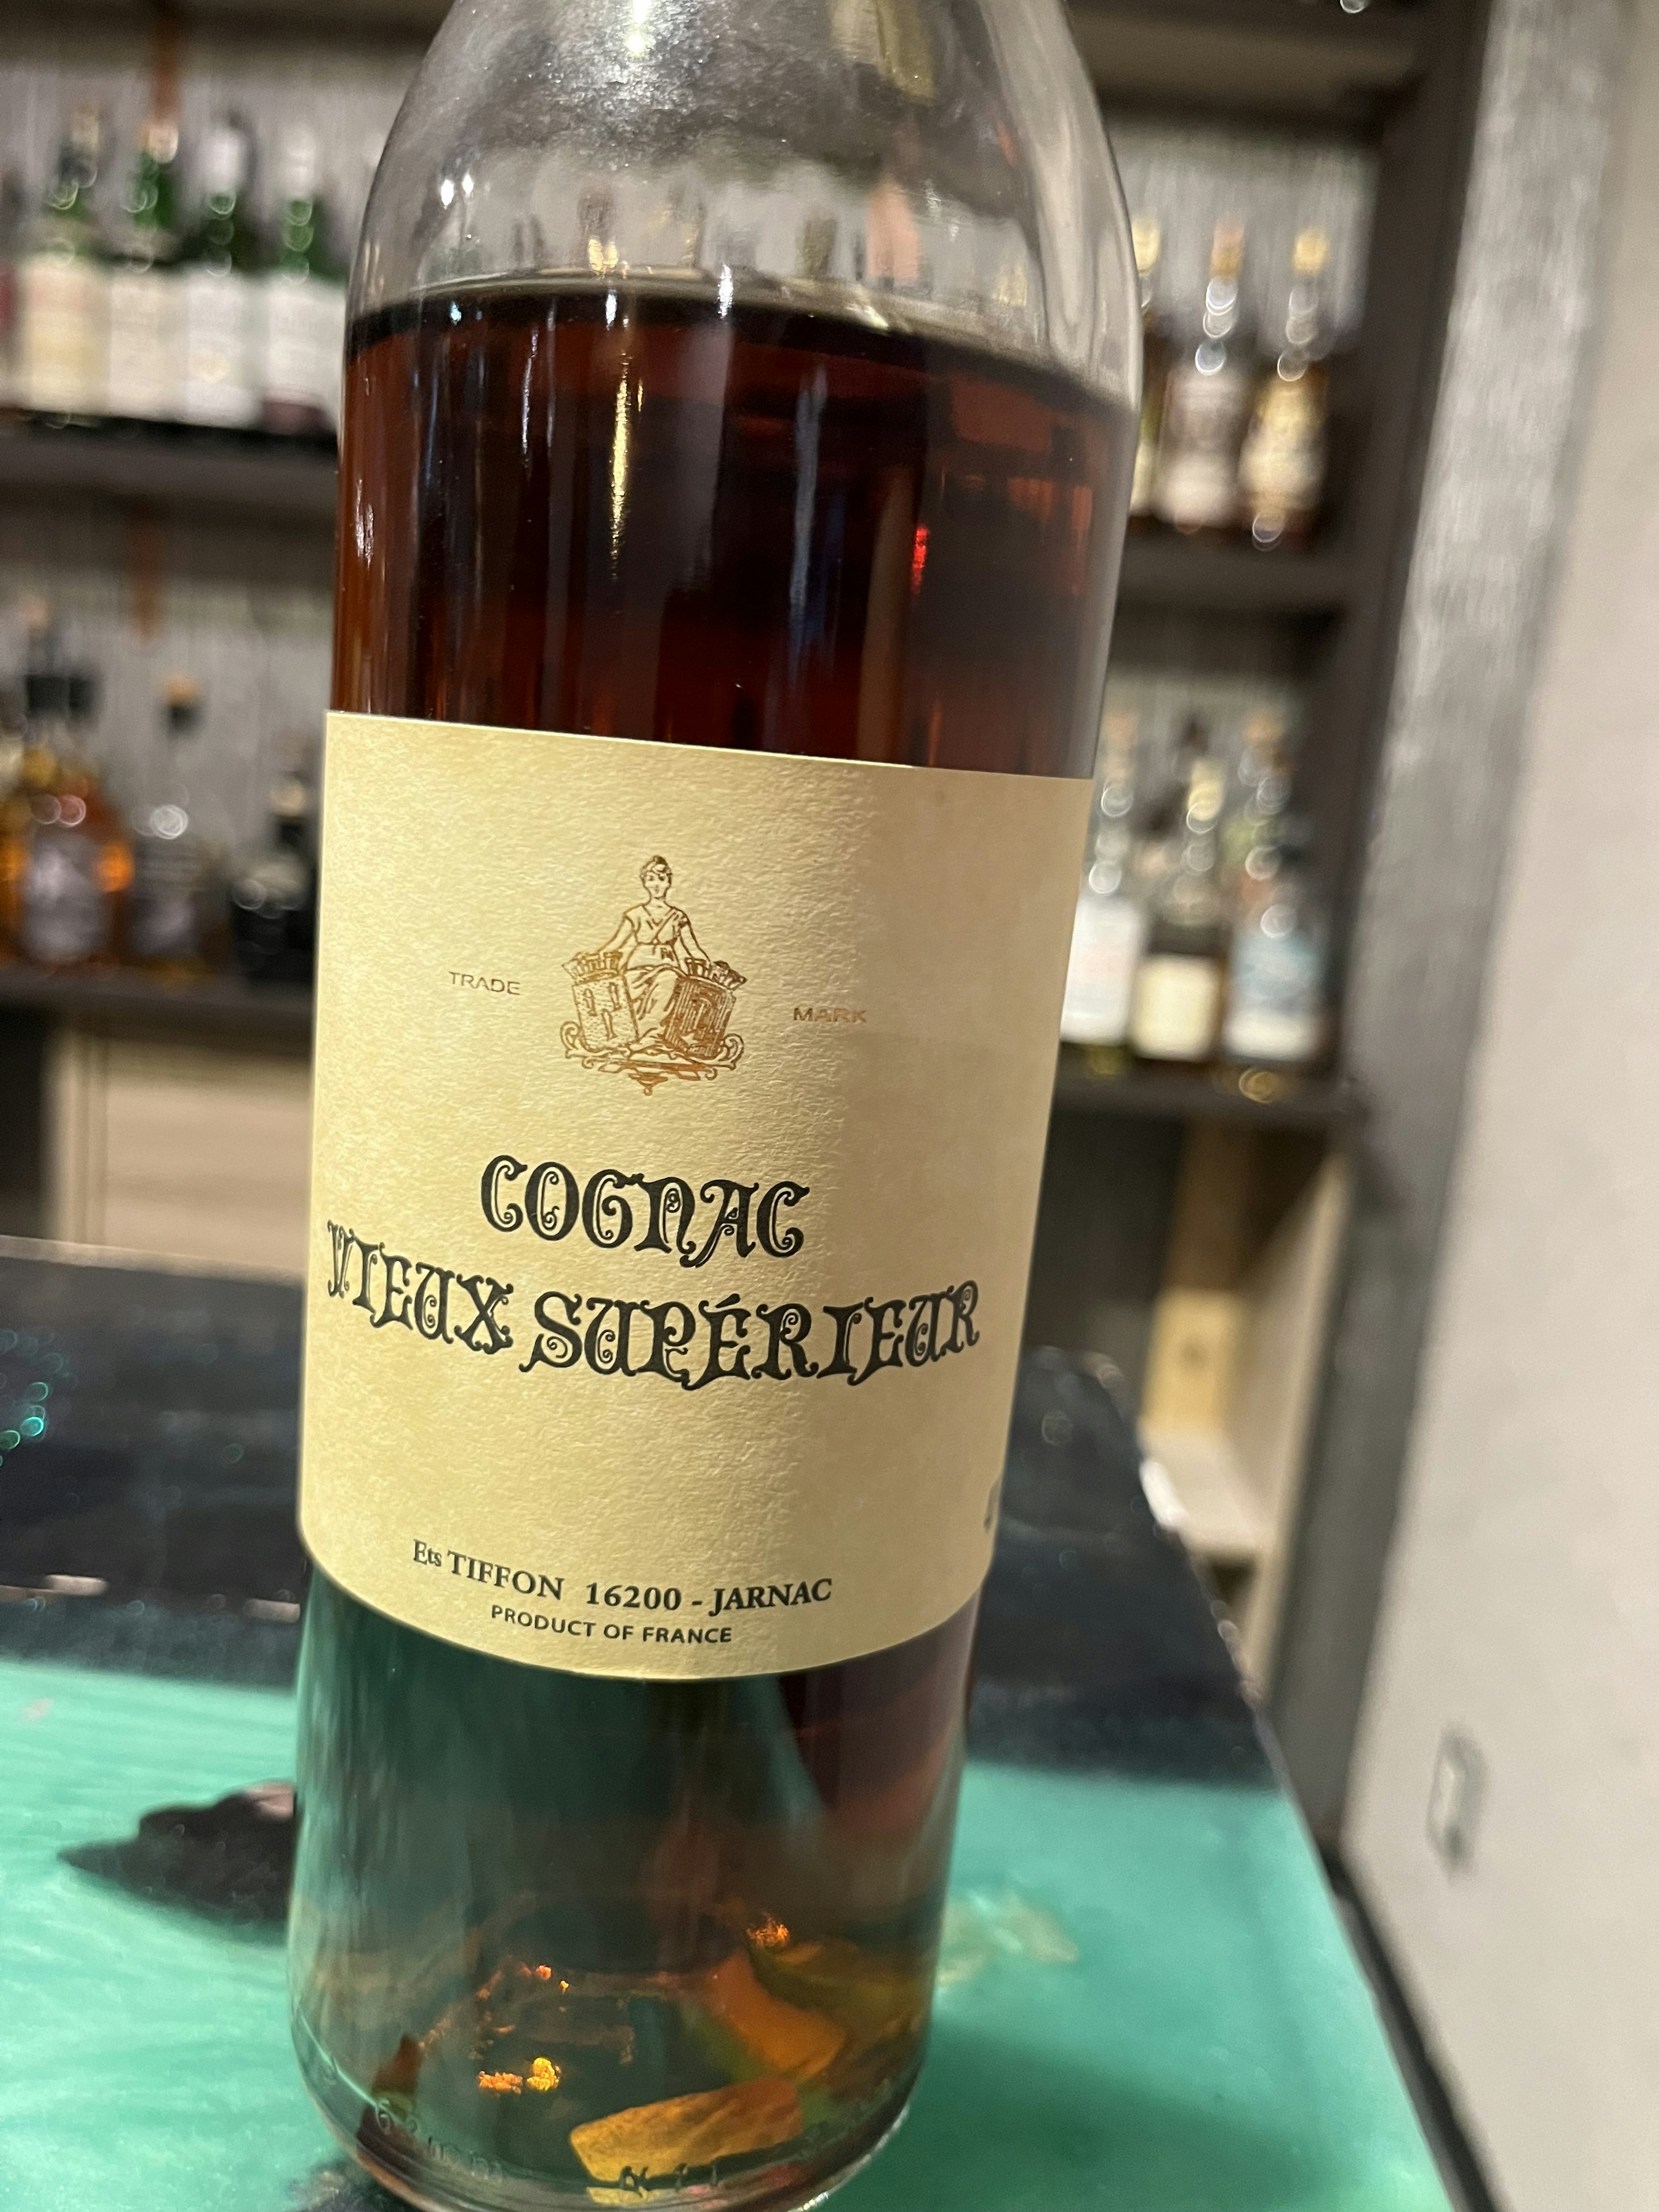 TRADE MARK
COGNAC
VIEUX SUPÉRIEUR
Ets TIFFON 16200 - JARNAC
PRODUCT OF FRANCE